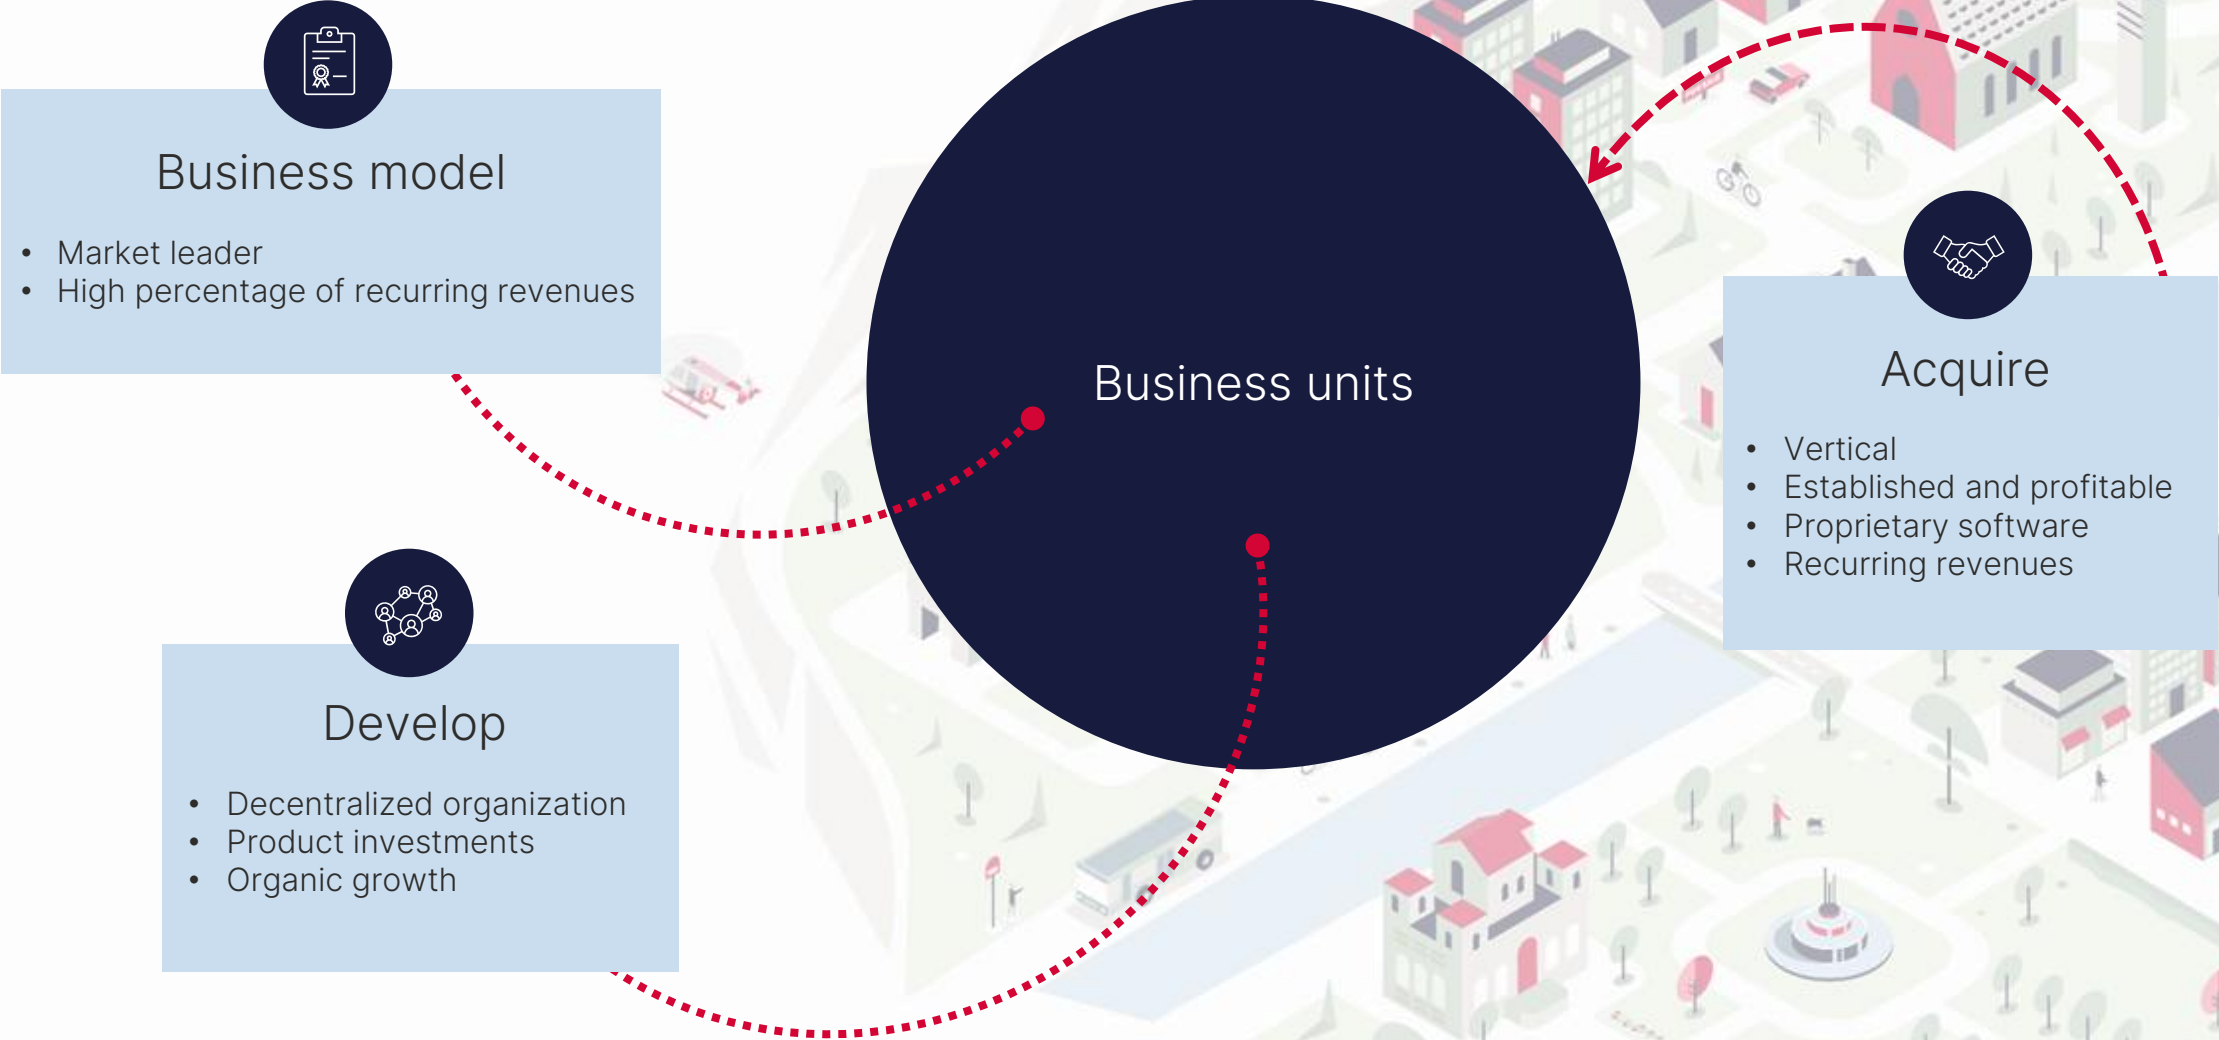 Business model
• Market leader
• High percentage of recurring revenues
Business units
Acquire
• Vertical
• Established and profitable
• Proprietary software
• Recurring revenues
Develop
• Decentralized organization
• Product investments
• Organic growth